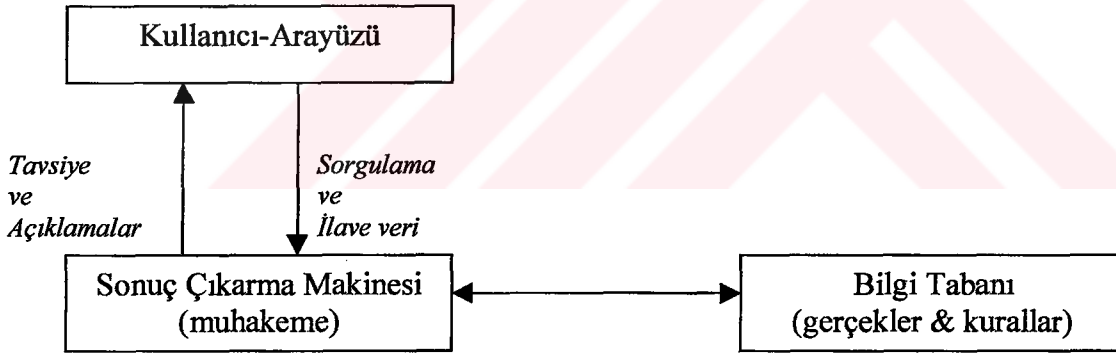 Kullanıcı-Arayüzü
Tavsiye
ve
Açıklamalar
Sorgulama
ve
İlave veri
Sonuç Çıkarma Makinesi
(muhakeme)
Bilgi Tabanı
(gerçekler & kurallar)